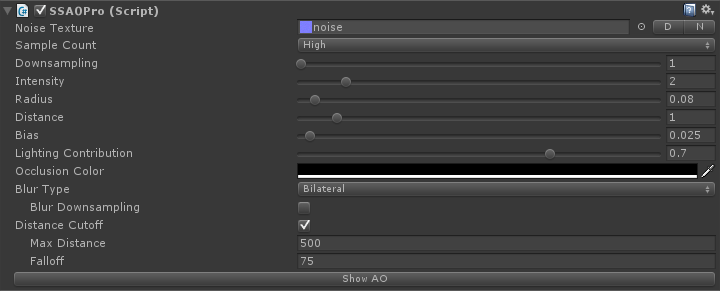 SSAOPro (Script)
Noise Texture noise D N
Sample Count High
Downsampling 1
Intensity 2
Radius 0.08
Distance 1
Bias 0.025
Lighting Contribution 0.7
Occlusion Color
Blur Type Bilateral
Blur Downsampling
Distance Cutoff
Max Distance 500
Falloff 75
Show AO